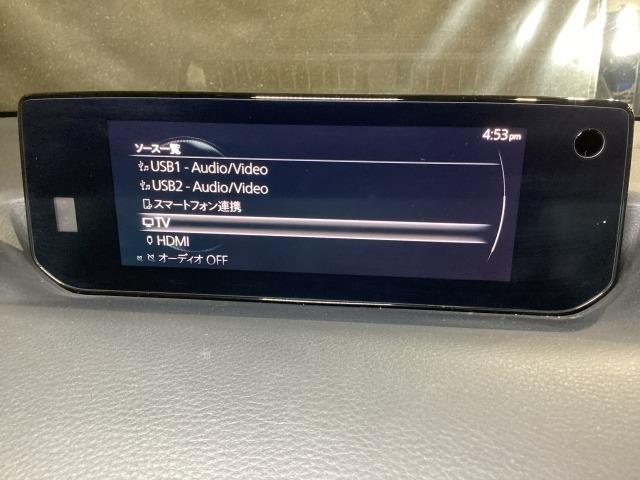 4:53pm
ソース一覧
USB1 - Audio/Video
USB2 - Audio/Video
スマートフォン連携
TV
HDMI
オーディオ OFF